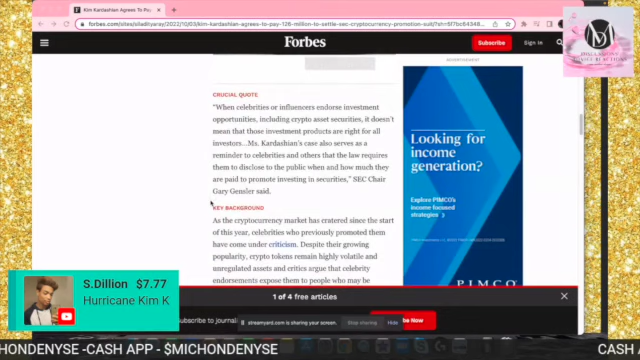 Kim Kardashian Agrees To Pay
forbes.com/sites/siladityaray/2022/10/03/kim-kardashian-agrees-to-pay-126-million-to-settle-sec-cryptocurrency-promotion-suit/
Forbes
Subscribe
Sign In
ADVERTISEMENT
CRUCIAL QUOTE
"When celebrities or influencers endorse investment
opportunities, including crypto asset securities, it doesn't
mean that those investment products are right for all
investors…Ms. Kardashian's case also serves as a
reminder to celebrities and others that the law requires
them to disclose to the public when and how much they
are paid to promote investing in securities," SEC Chair
Gary Gensler said.
KEY BACKGROUND
As the cryptocurrency market has cratered since the start
of this year, celebrities who previously promoted them
have come under criticism. Despite their growing
popularity, crypto tokens remain highly volatile and
unregulated assets and critics argue that celebrity
endorsements expose them to people who may be
Looking for
income
generation?
Explore PIMCO's
income focused
strategies
PIMCO
S.Dillion $7.77
Hurricane Kim K
1 of 4 free articles
ubscribe to journali
be Now
streamyard.com is sharing your screen.
Stop sharing
Hide
HONDENYSE -CASH APP - $MICHONDENYSE
CASH A